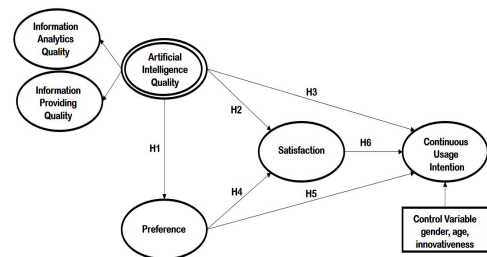 Information
Analytics
Quality
Artificial
Intelligence
Quality
Information
Providing
Quality
H3
H2
H1
Satisfaction
H6
Continuous
Usage
Intention
H4
H5
Preference
Control Variable
gender, age,
innovativeness